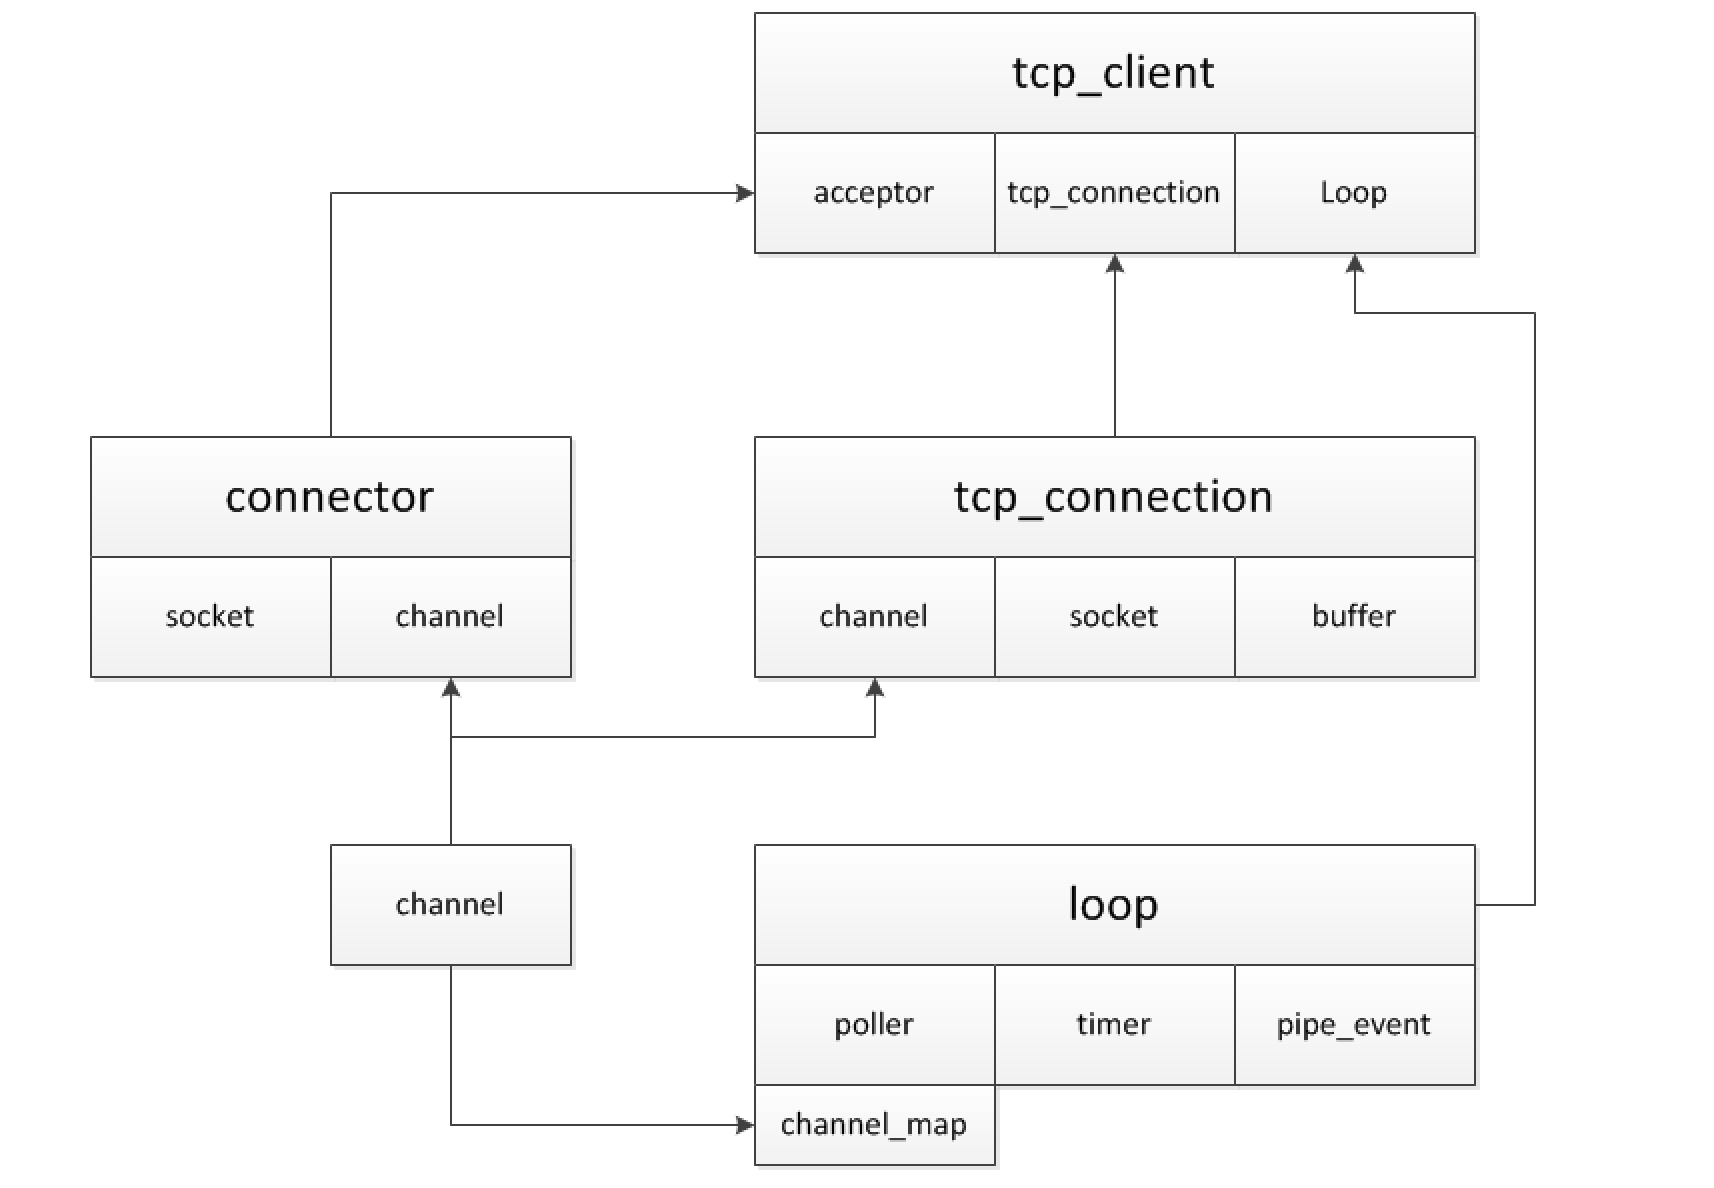 tcp_client
acceptor
tcp_connection
Loop
connector
socket
channel
tcp_connection
channel
socket
buffer
channel
loop
poller
timer
pipe_event
channel_map